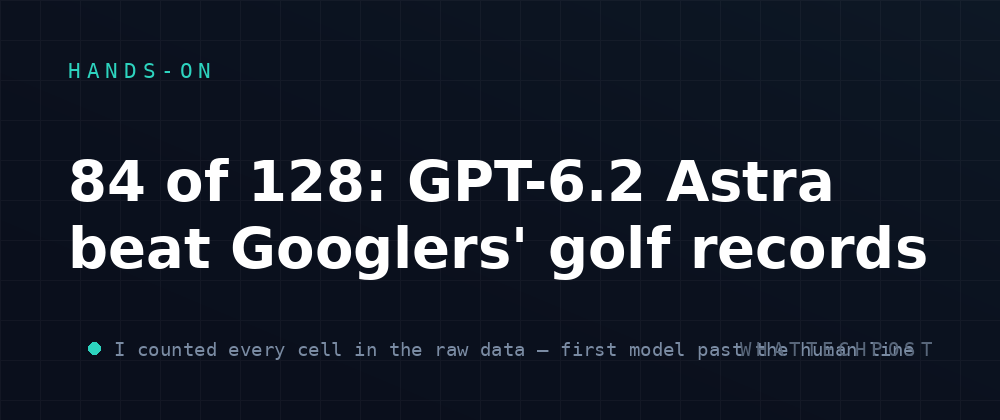 HANDS-ON
84 of 128: GPT-6.2 Astra
beat Googlers' golf records
I counted every cell in the raw data — first model past the human line
WHATTECHPOST